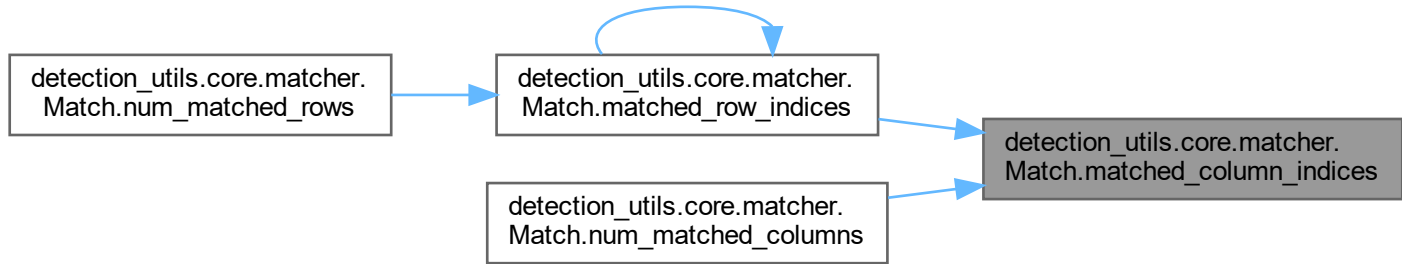 detection_utils.core.matcher.
Match.num_matched_rows
detection_utils.core.matcher.
Match.matched_row_indices
detection_utils.core.matcher.
Match.num_matched_columns
detection_utils.core.matcher.
Match.matched_column_indices